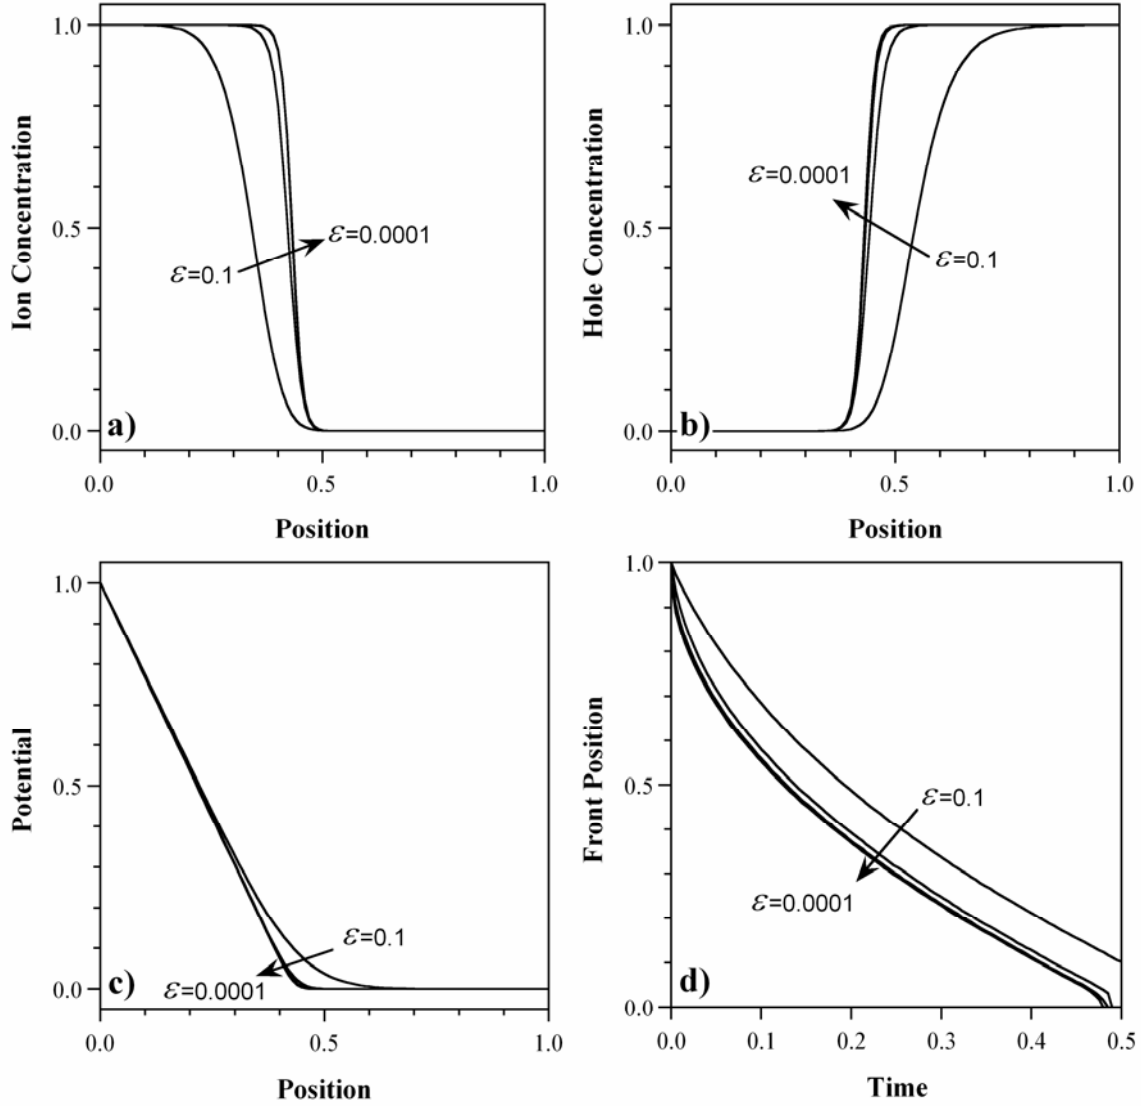 Ion Concentration
1.0
0.5
0.0
ε=0.0001
ε=0.1
a)
0.0 0.5 1.0
Position
Hole Concentration
1.0
0.5
0.0
ε=0.0001
ε=0.1
b)
0.0 0.5 1.0
Position
Potential
1.0
0.5
0.0
ε=0.1
ε=0.0001
c)
0.0 0.5 1.0
Position
Front Position
1.0
0.5
0.0
ε=0.1
ε=0.0001
d)
0.0 0.1 0.2 0.3 0.4 0.5
Time